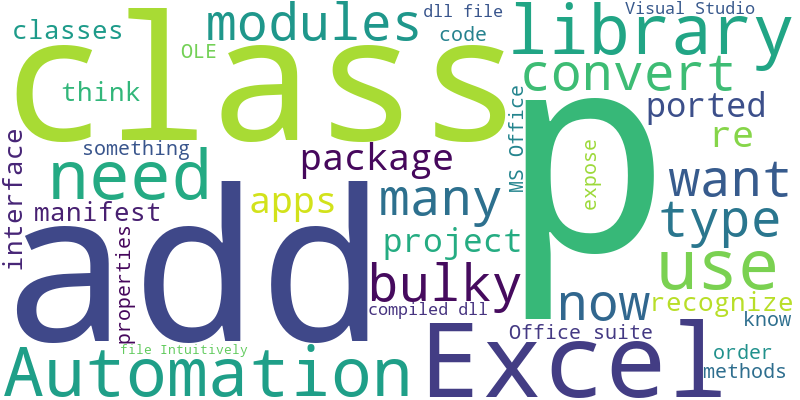 class
modules
dll file
code
Visual Studio
library
classes
OLE
think
convert
something
ported
re
interface
need
package
MS Office
p
expose
want
manifest
apps
many
type
add
properties
project
bulky
compiled dll
use
now
recognize
Excel
Office suite
know
file Intuitively
Automation
order
methods